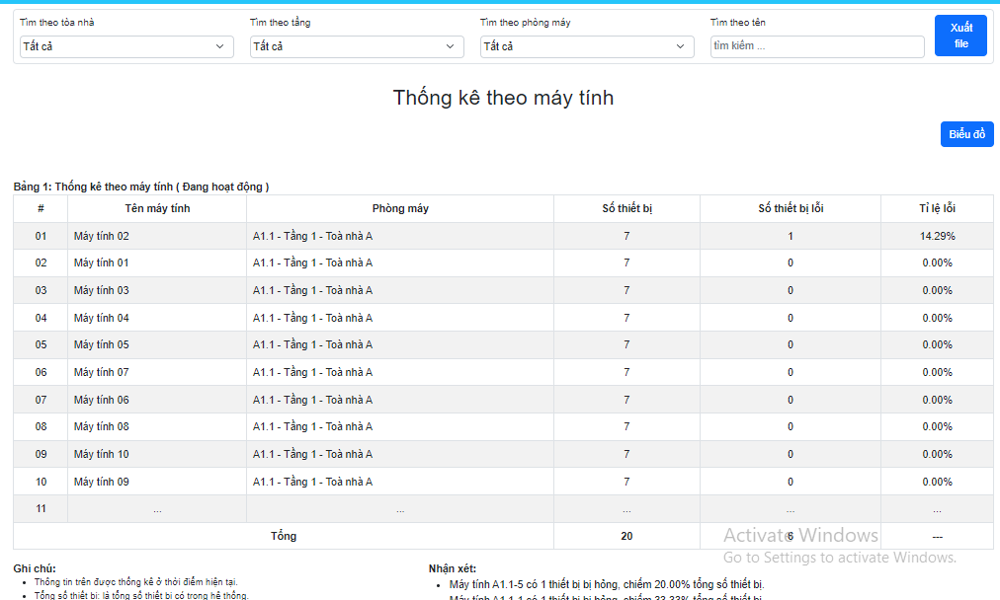 Tìm theo tòa nhà
Tìm theo tầng
Tìm theo phòng máy
Tìm theo tên
Xuất file
Tất cả
Tất cả
Tất cả
tìm kiếm ...
Thống kê theo máy tính
Biểu đồ
Bảng 1: Thống kê theo máy tính ( Đang hoạt động )
# Tên máy tính Phòng máy Số thiết bị Số thiết bị lỗi Tỉ lệ lỗi
01 Máy tính 02 A1.1 - Tầng 1 - Toà nhà A 7 1 14.29%
02 Máy tính 01 A1.1 - Tầng 1 - Toà nhà A 7 0 0.00%
03 Máy tính 03 A1.1 - Tầng 1 - Toà nhà A 7 0 0.00%
04 Máy tính 04 A1.1 - Tầng 1 - Toà nhà A 7 0 0.00%
05 Máy tính 05 A1.1 - Tầng 1 - Toà nhà A 7 0 0.00%
06 Máy tính 07 A1.1 - Tầng 1 - Toà nhà A 7 0 0.00%
07 Máy tính 06 A1.1 - Tầng 1 - Toà nhà A 7 0 0.00%
08 Máy tính 08 A1.1 - Tầng 1 - Toà nhà A 7 0 0.00%
09 Máy tính 10 A1.1 - Tầng 1 - Toà nhà A 7 0 0.00%
10 Máy tính 09 A1.1 - Tầng 1 - Toà nhà A 7 0 0.00%
11 ... ... ... ... ...
Tổng 20 6 ---
Activate Windows
Go to Settings to activate Windows.
Ghi chú:
Thông tin trên được thống kê ở thời điểm hiện tại.
Tổng số thiết bị: là tổng số thiết bị có trong hệ thống.
Nhận xét:
Máy tính A1.1-5 có 1 thiết bị bị hỏng, chiếm 20.00% tổng số thiết bị.
Máy tính A1.1-1 có 1 thiết bị bị hỏng, chiếm 33.33% tổng số thiết bị.